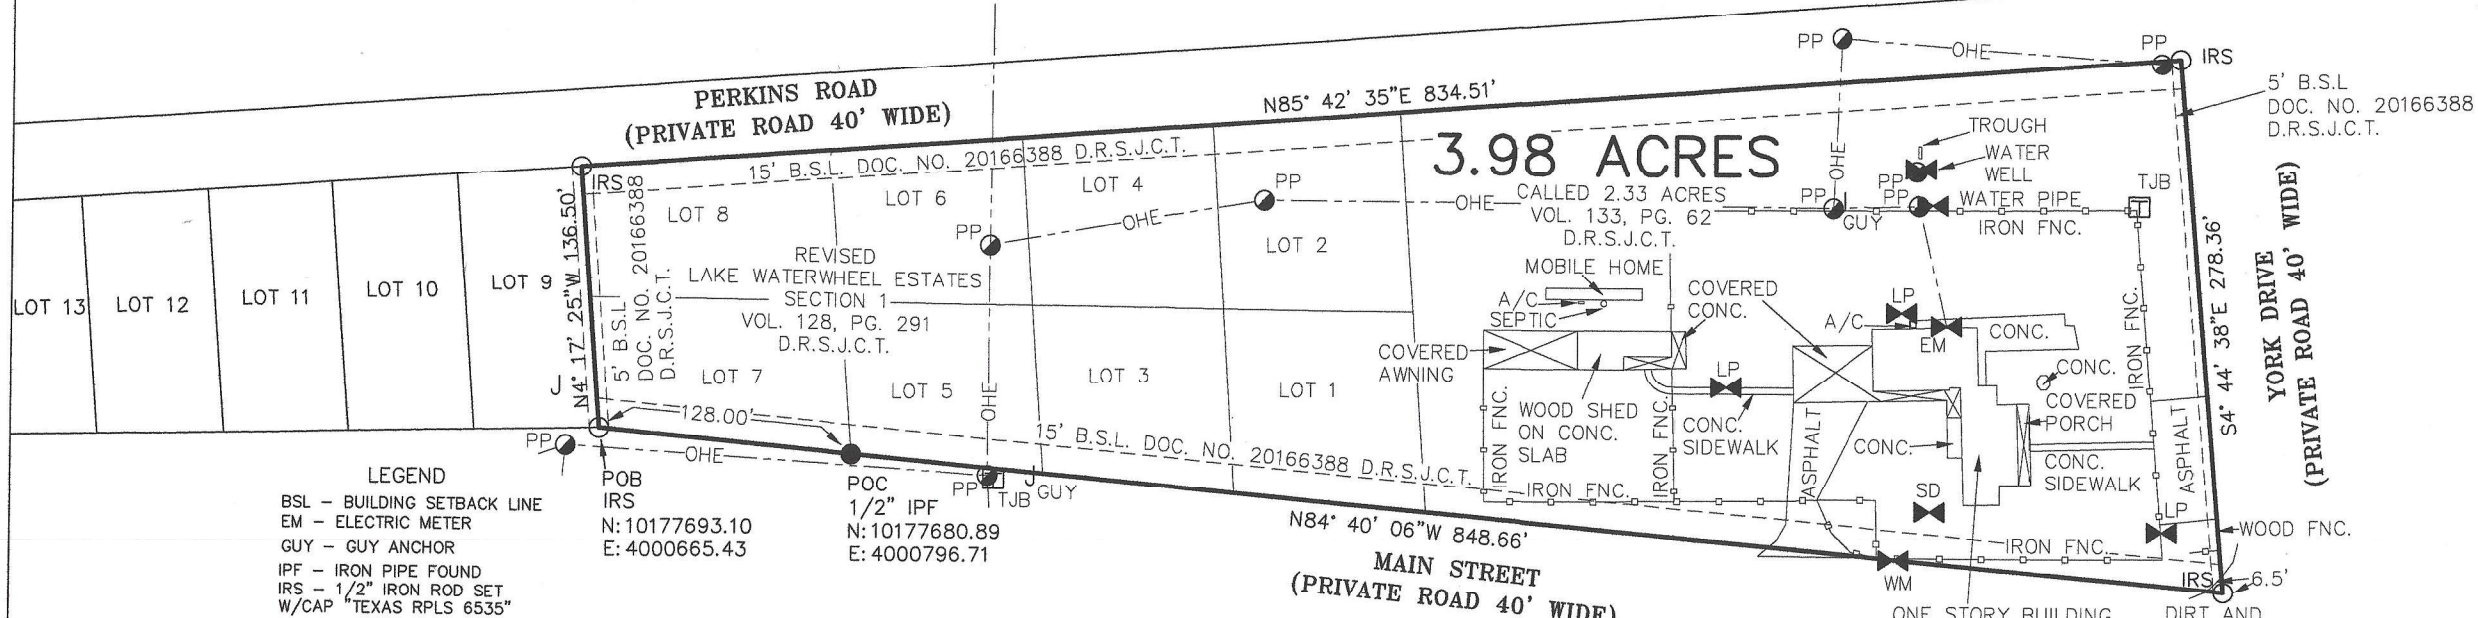 PERKINS ROAD
(PRIVATE ROAD 40' WIDE)
N85° 42' 35"E 834.51'
PP
OHE
PP
IRS
5' B.S.L
DOC. NO. 20166388
D.R.S.J.C.T.
3.98 ACRES
CALLED 2.33 ACRES
VOL. 133, PG. 62
D.R.S.J.C.T.
OHE
TROUGH
WATER
WELL
PP
PP
PP
WATER PIPE
GUY
IRON FNC.
TJB
IRS
15' B.S.L. DOC. NO. 20166388 D.R.S.J.C.T.
LOT 8
LOT 6
LOT 4
PP
OHE
OHE
PP
LOT 2
REVISED
LAKE WATERWHEEL ESTATES
SECTION 1
VOL. 128, PG. 291
D.R.S.J.C.T.
LOT 13
LOT 12
LOT 11
LOT 10
LOT 9
N4° 17' 25"W 136.50'
5' B.S.L
DOC. NO. 20166388
D.R.S.J.C.T.
J
LOT 7
LOT 5
LOT 3
LOT 1
128.00'
OHE
15' B.S.L. DOC. NO. 20166388 D.R.S.J.C.T.
MOBILE HOME
A/C
SEPTIC
COVERED
CONC.
COVERED
AWNING
WOOD SHED
ON CONC.
SLAB
IRON FNC.
IRON FNC.
IRON FNC.
LP
CONC.
SIDEWALK
LP
A/C
EM
CONC.
CONC.
COVERED
PORCH
CONC.
CONC.
SIDEWALK
ASPHALT
ASPHALT
IRON FNC.
SD
LP
IRON FNC.
WM
WOOD FNC.
IRS
6.5'
S4° 44' 38"E 278.36'
YORK DRIVE
(PRIVATE ROAD 40' WIDE)
PP
OHE
PP
TJB
J
GUY
POB
IRS
N:10177693.10
E:4000665.43
POC
1/2" IPF
N:10177680.89
E:4000796.71
N84° 40' 06"W 848.66'
MAIN STREET
(PRIVATE ROAD 40' WIDE)
ONE STORY BUILDING
DIRT AND
LEGEND
BSL – BUILDING SETBACK LINE
EM – ELECTRIC METER
GUY – GUY ANCHOR
IPF – IRON PIPE FOUND
IRS – 1/2" IRON ROD SET
W/CAP "TEXAS RPLS 6535"